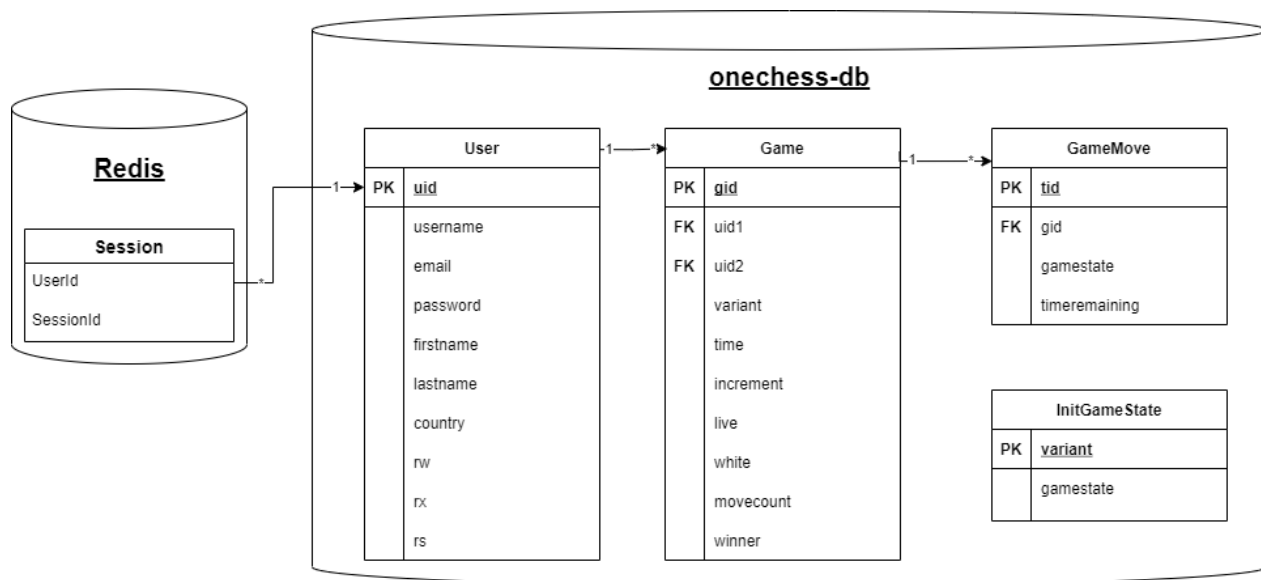 onechess-db
Redis
Session
UserId
SessionId
1
*
User
PK uid
username
email
password
firstname
lastname
country
rw
rx
rs
1
*
Game
PK gid
FK uid1
FK uid2
variant
time
increment
live
white
movecount
winner
1
*
GameMove
PK tid
FK gid
gamestate
timeremaining
InitGameState
PK variant
gamestate